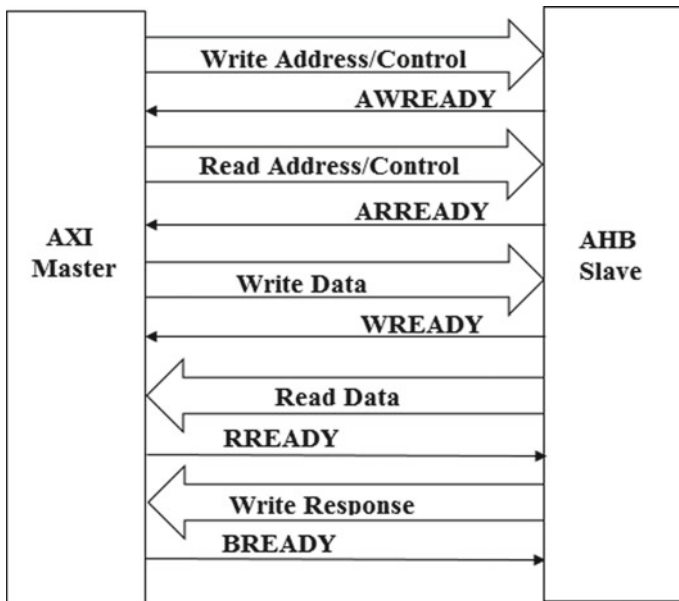 Write Address/Control
AWREADY
Read Address/Control
ARREADY
AXI
Master
AHB
Slave
Write Data
WREADY
Read Data
RREADY
Write Response
BREADY